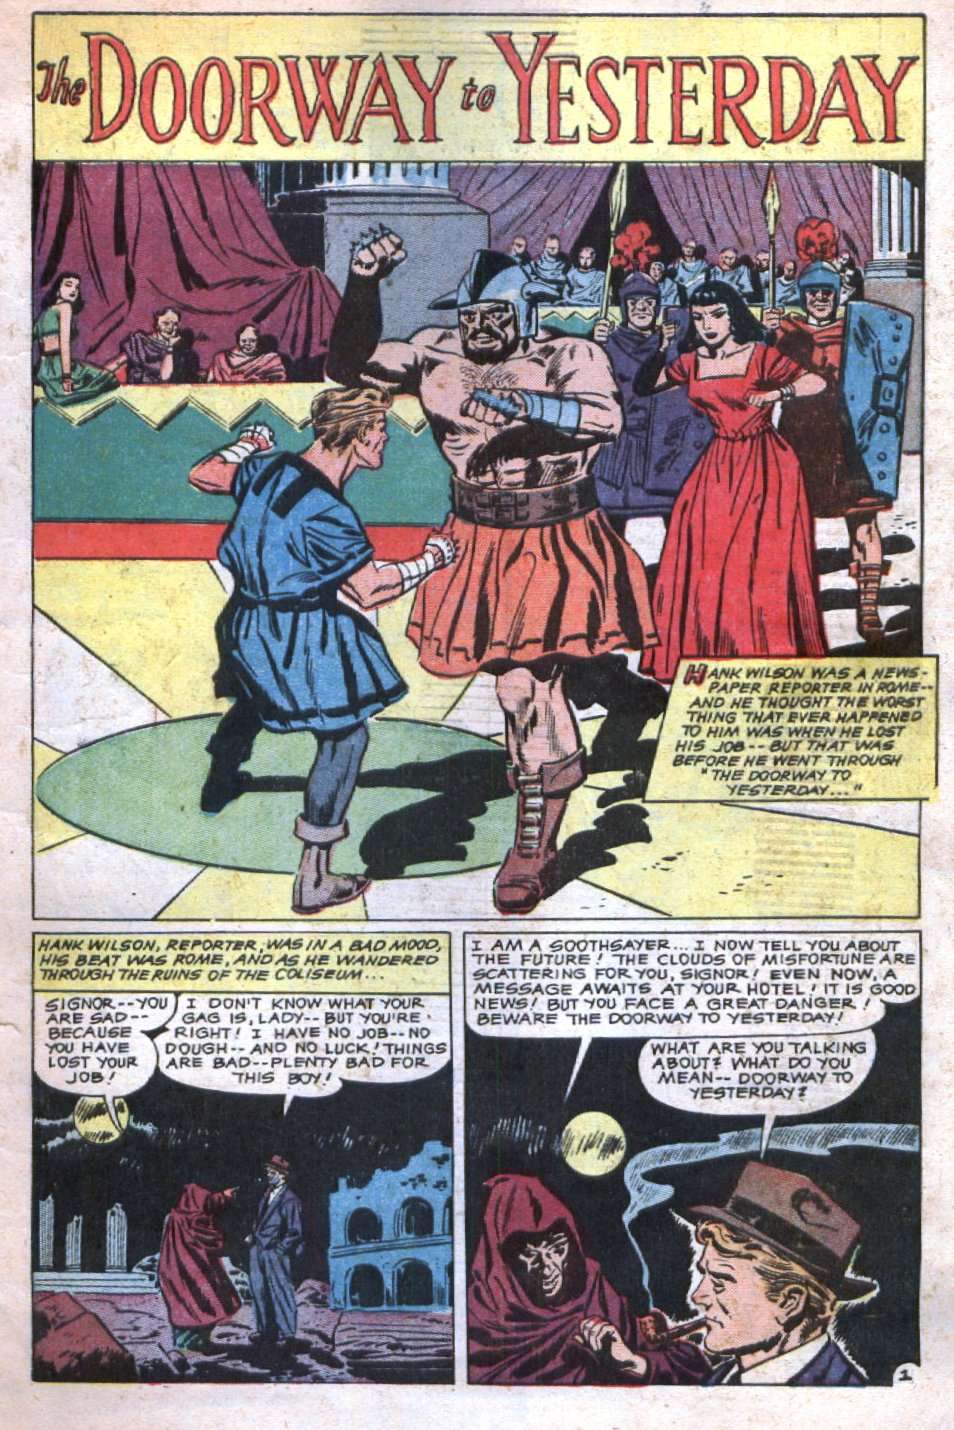 The DOORWAY to YESTERDAY
HANK WILSON WAS A NEWS-
PAPER REPORTER IN ROME--
AND HE THOUGHT THE WORST
THING THAT EVER HAPPENED
TO HIM WAS WHEN HE LOST
HIS JOB-- BUT THAT WAS
BEFORE HE WENT THROUGH
"THE DOORWAY TO
YESTERDAY..."
HANK WILSON, REPORTER, WAS IN A BAD MOOD,
HIS BEAT WAS ROME, AND AS HE WANDERED
THROUGH THE RUINS OF THE COLISEUM...
SIGNOR--YOU
ARE SAD--
BECAUSE
YOU HAVE
LOST YOUR
JOB!
I DON'T KNOW WHAT YOUR
GAG IS, LADY-- BUT YOU'RE
RIGHT! I HAVE NO JOB-- NO
DOUGH-- AND NO LUCK! THINGS
ARE BAD--PLENTY BAD FOR
THIS BOY!
I AM A SOOTHSAYER... I NOW TELL YOU ABOUT
THE FUTURE! THE CLOUDS OF MISFORTUNE ARE
SCATTERING FOR YOU, SIGNOR! EVEN NOW, A
MESSAGE AWAITS AT YOUR HOTEL! IT IS GOOD
NEWS! BUT YOU FACE A GREAT DANGER!
BEWARE THE DOORWAY TO YESTERDAY!
WHAT ARE YOU TALKING
ABOUT? WHAT DO YOU
MEAN-- DOORWAY TO
YESTERDAY?
1